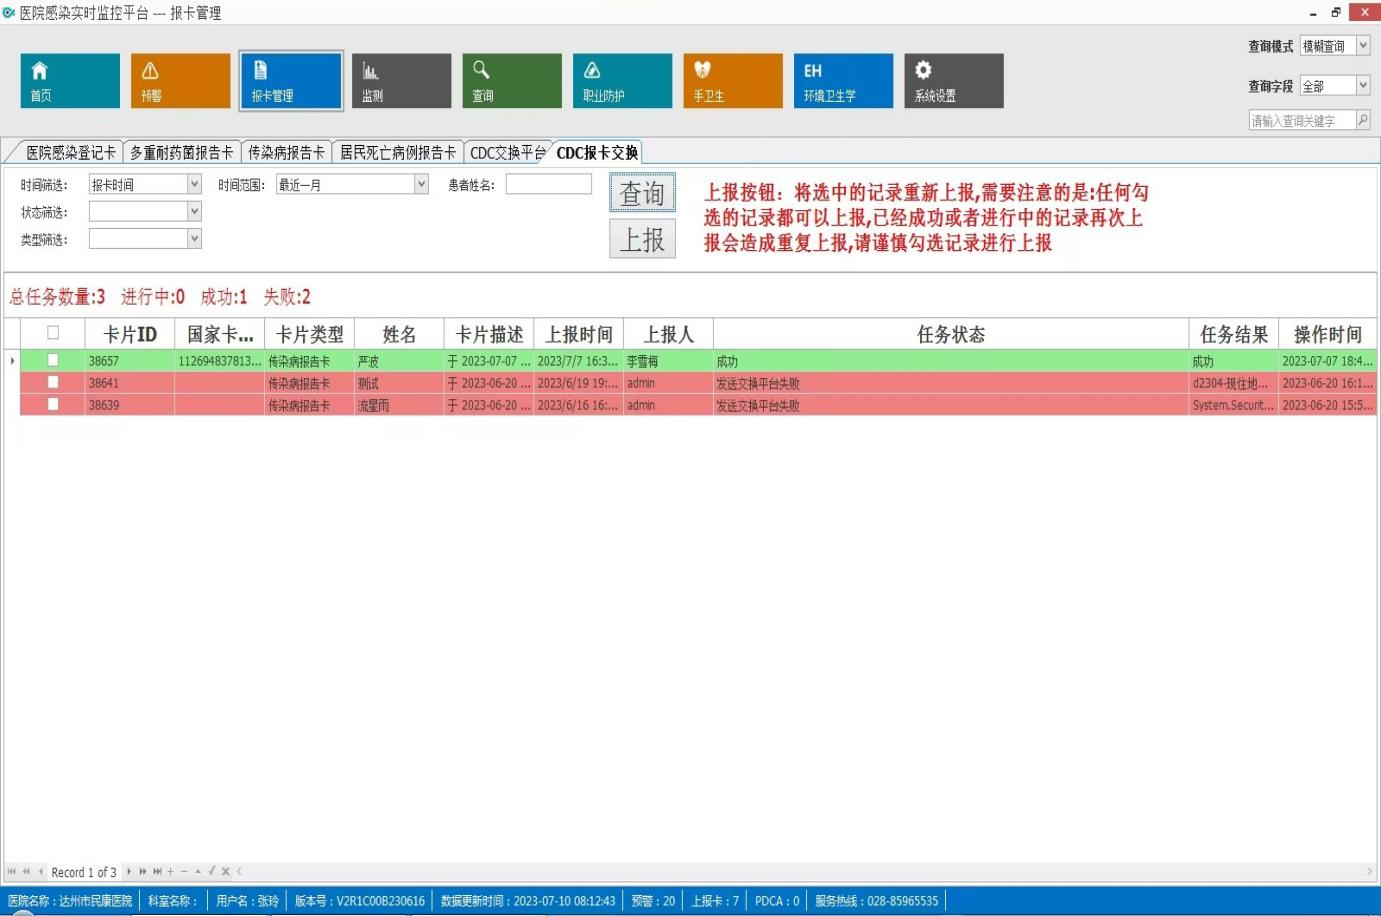 医院感染实时监控平台 --- 报卡管理
查询模式 模糊查询
首页 预警 报卡管理 监测 查询 职业防护 手卫生 EH 环境卫生学 系统设置
查询字段 全部
请输入查询关键字
医院感染登记卡 多重耐药菌报告卡 传染病报告卡 居民死亡病例报告卡 CDC交换平台 CDC报卡交换
时间筛选: 报卡时间 时间范围: 最近一月 患者姓名: 查询
状态筛选:
类型筛选: 上报
上报按钮：将选中的记录重新上报,需要注意的是:任何勾
选的记录都可以上报,已经成功或者进行中的记录再次上
报会造成重复上报,请谨慎勾选记录进行上报
总任务数量:3 进行中:0 成功:1 失败:2
卡片ID 国家卡... 卡片类型 姓名 卡片描述 上报时间 上报人 任务状态 任务结果 操作时间
38657 112694837813... 传染病报告卡 严波 于 2023-07-07 ... 2023/7/7 16:3... 李雪梅 成功 成功 2023-07-07 18:4...
38641 传染病报告卡 测试 于 2023-06-20 ... 2023/6/19 19:... admin 发送交换平台失败 d2304-现住地... 2023-06-20 16:1...
38639 传染病报告卡 流星雨 于 2023-06-20 ... 2023/6/16 16:... admin 发送交换平台失败 System.Securit... 2023-06-20 15:5...
Record 1 of 3
医院名称：达州市民康医院 科室名称： 用户名：张玲 版本号：V2R1C00B230616 数据更新时间：2023-07-10 08:12:43 预警：20 上报卡：7 PDCA：0 服务热线：028-85965535